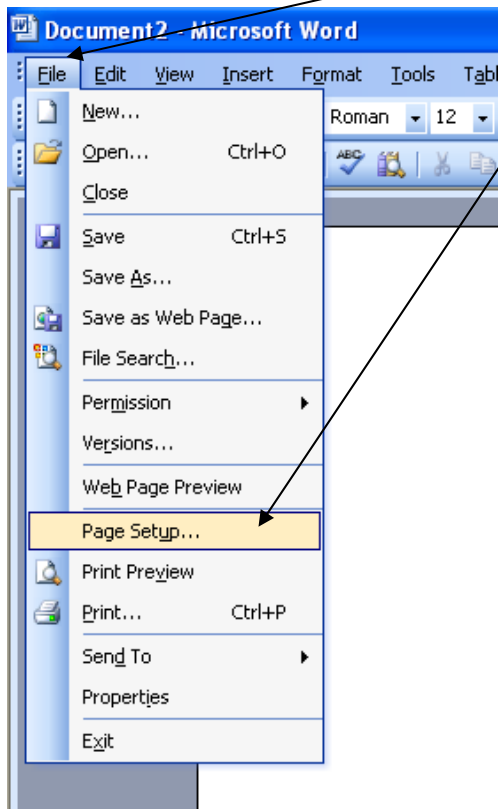 Document2 - Microsoft Word
File Edit View Insert Format Tools Tabl
Roman 12
ABC
New...
Open... Ctrl+O
Close
Save Ctrl+S
Save As...
Save as Web Page...
File Search...
Permission
Versions...
Web Page Preview
Page Setup...
Print Preview
Print... Ctrl+P
Send To
Properties
Exit